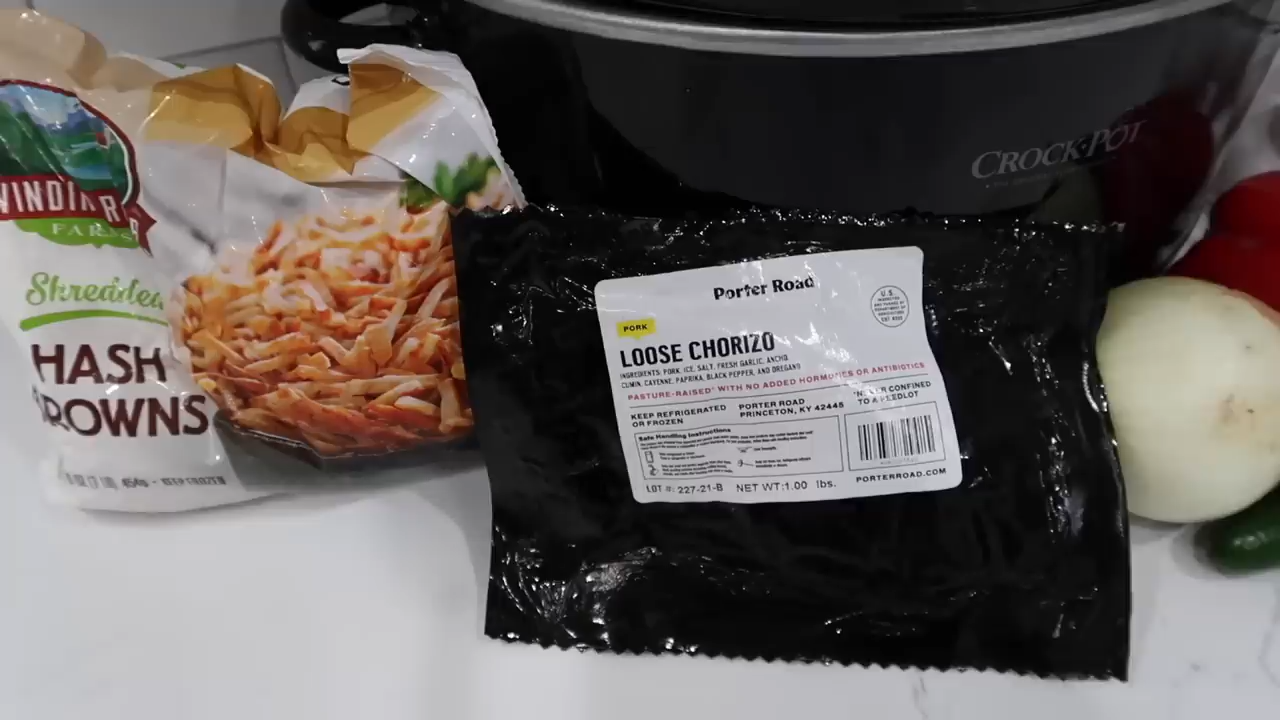 FARMS
Shredded
HASH
ROWNS
KEEP FROZEN
CROCK·POT
Porter Road
U.S.
PORK
LOOSE CHORIZO
INGREDIENTS: PORK, ICE, SALT, FRESH GARLIC, ANCHO,
CUMIN, CAYENNE, PAPRIKA, BLACK PEPPER, AND OREGANO
PASTURE-RAISED* WITH NO ADDED HORMONES OR ANTIBIOTICS
KEEP REFRIGERATED
OR FROZEN
PORTER ROAD
PRINCETON, KY 42445
*NEVER CONFINED
TO A FEEDLOT
Safe Handling Instructions
LOT #: 227-21-B NET WT:1.00 lbs.
PORTERROAD.COM